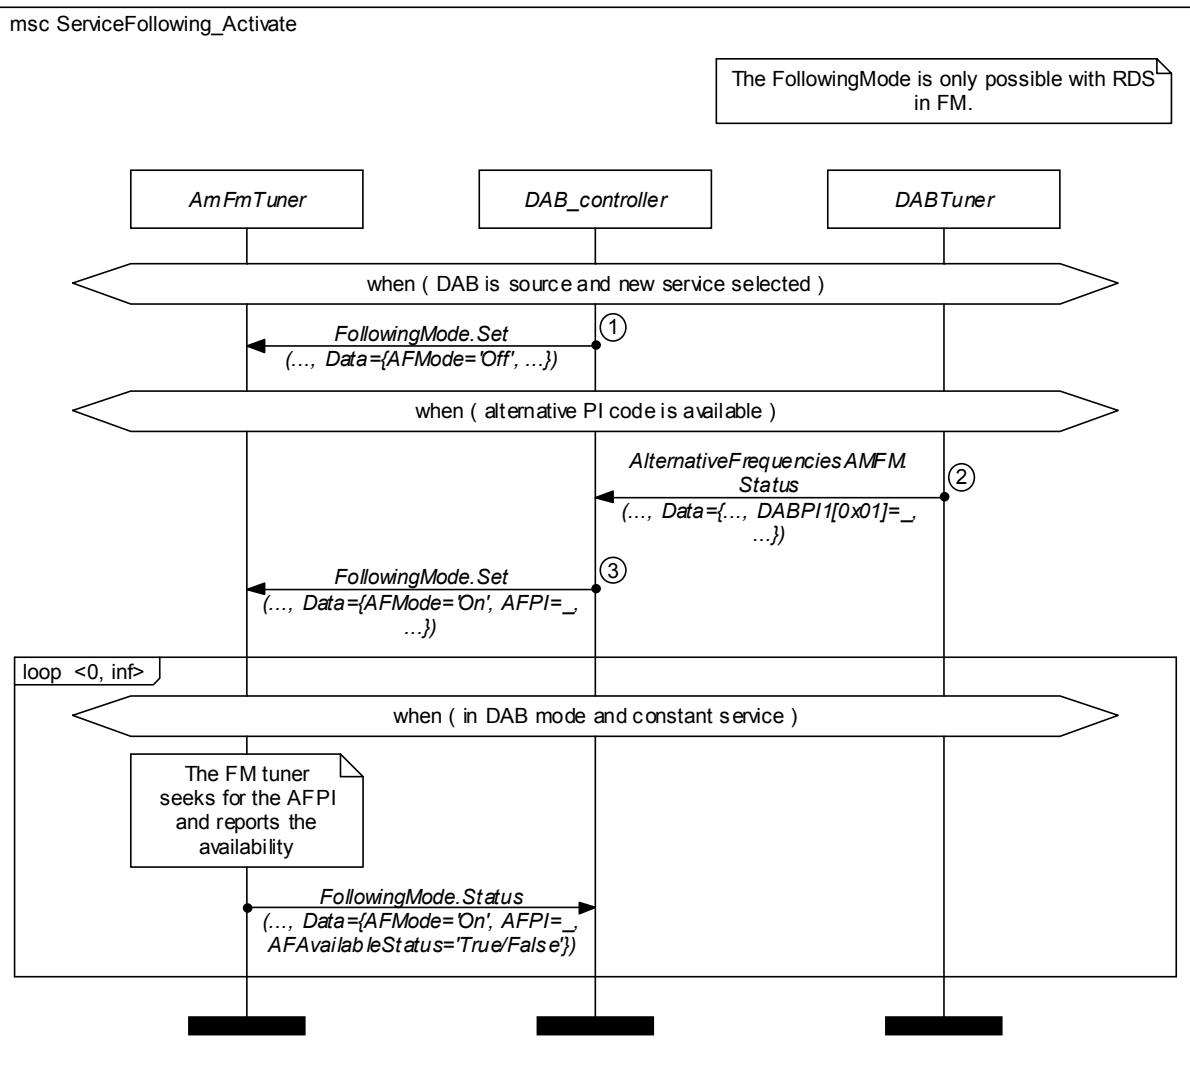 msc ServiceFollowing_Activate
The FollowingMode is only possible with RDS
in FM.
AmFmTuner
DAB_controller
DABTuner
when ( DAB is source and new service selected )
1
FollowingMode.Set
(..., Data={AFMode='Off', ...})
when ( alternative PI code is available )
AlternativeFrequenciesAMFM.
Status
2
(..., Data={..., DABPI1[0x01]=_,
...})
3
FollowingMode.Set
(..., Data={AFMode='On', AFPI=_,
...})
loop <0, inf>
when ( in DAB mode and constant service )
The FM tuner
seeks for the AFPI
and reports the
availability
FollowingMode.Status
(..., Data={AFMode='On', AFPI=_,
AFAvailableStatus='True/False'})